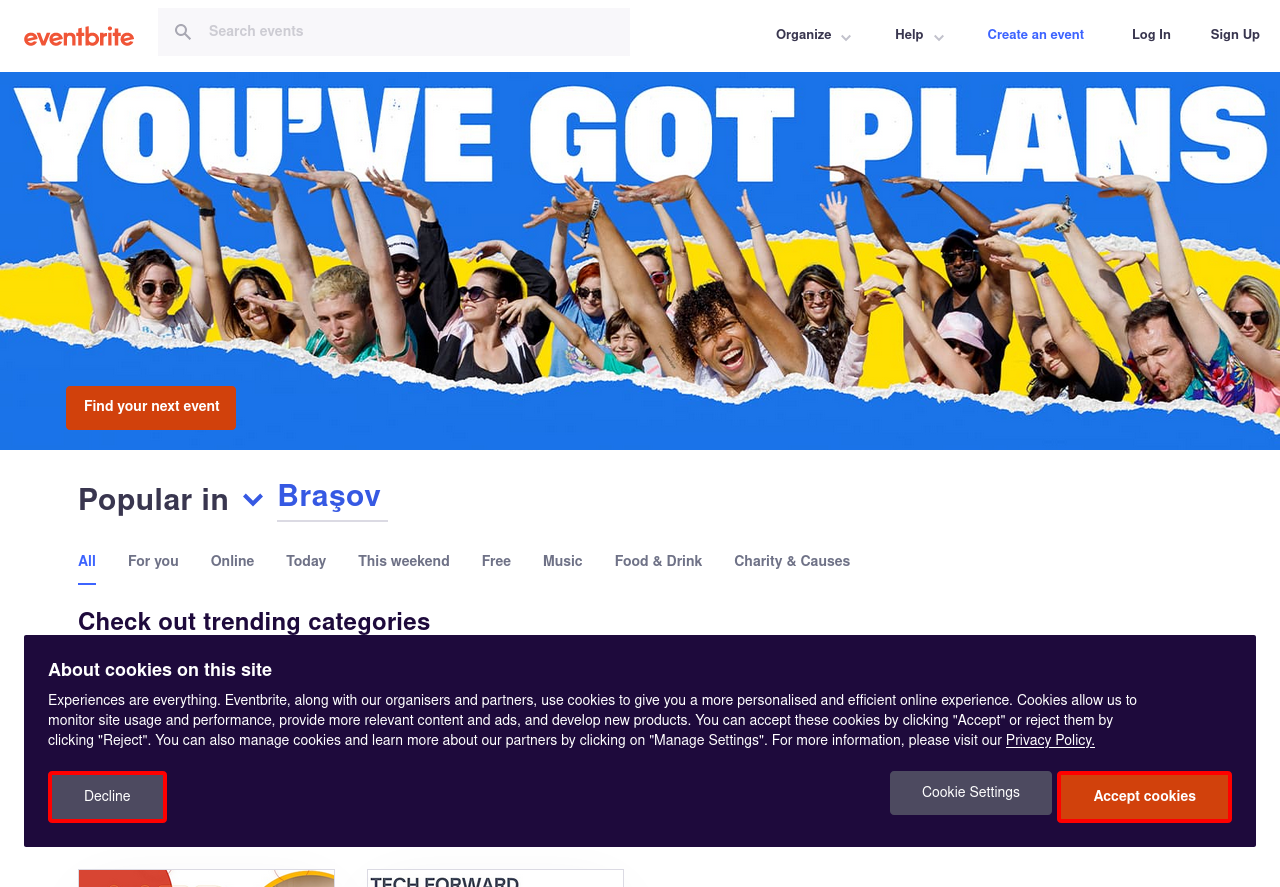 eventbrite
Search events
Organize
Help
Create an event
Log In
Sign Up
YOU'VE GOT PLANS
Find your next event
Popular in Braşov
All
For you
Online
Today
This weekend
Free
Music
Food & Drink
Charity & Causes
Check out trending categories
About cookies on this site
Experiences are everything. Eventbrite, along with our organisers and partners, use cookies to give you a more personalised and efficient online experience. Cookies allow us to
monitor site usage and performance, provide more relevant content and ads, and develop new products. You can accept these cookies by clicking "Accept" or reject them by
clicking "Reject". You can also manage cookies and learn more about our partners by clicking on "Manage Settings". For more information, please visit our Privacy Policy.
Decline
Cookie Settings
Accept cookies
TECH FORWARD